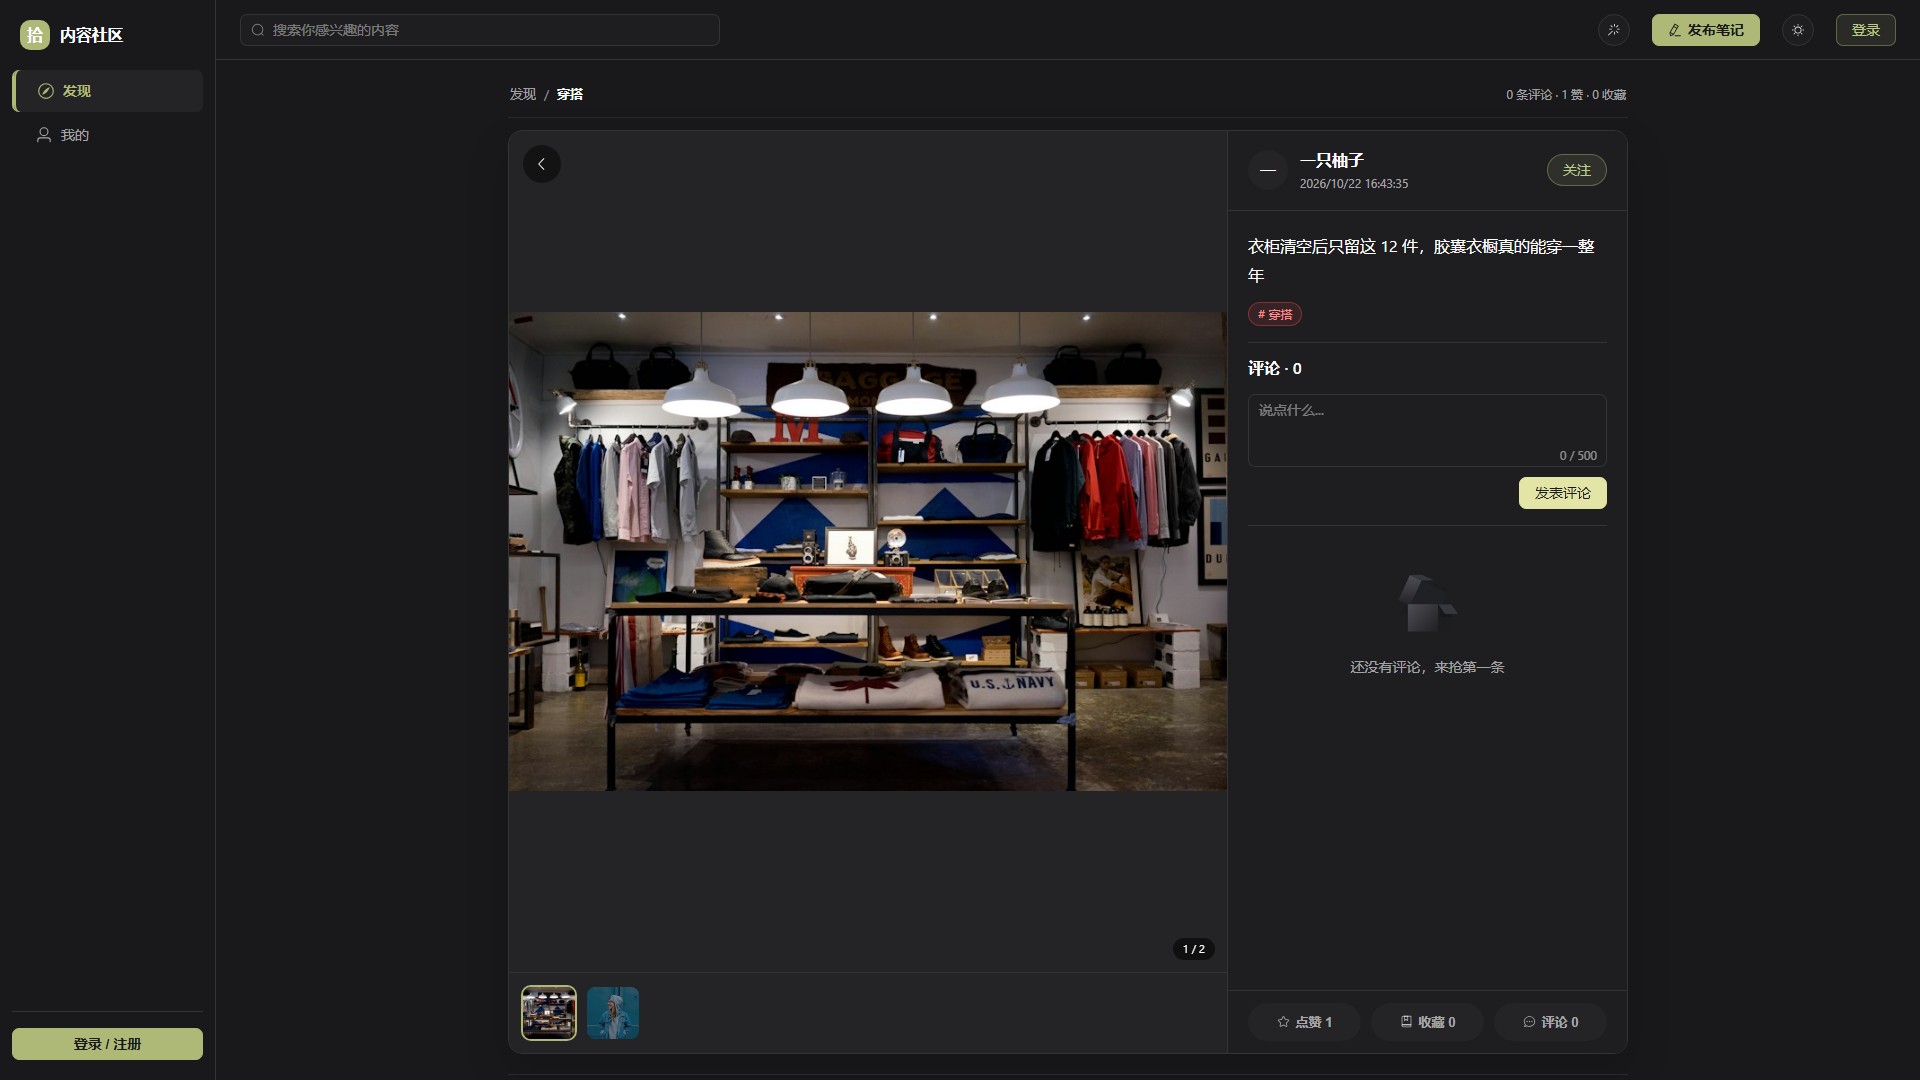 拾 内容社区
搜索你感兴趣的内容
发布笔记
登录
发现
我的
发现 / 穿搭
0 条评论 · 1 赞 · 0 收藏
一只柚子
2026/10/22 16:43:35
关注
衣柜清空后只留这 12 件，胶囊衣橱真的能穿一整
年
# 穿搭
评论 · 0
说点什么...
0 / 500
发表评论
还没有评论，来抢第一条
BAGGAGE
M
U.S. NAVY
1 / 2
点赞 1
收藏 0
评论 0
登录 / 注册